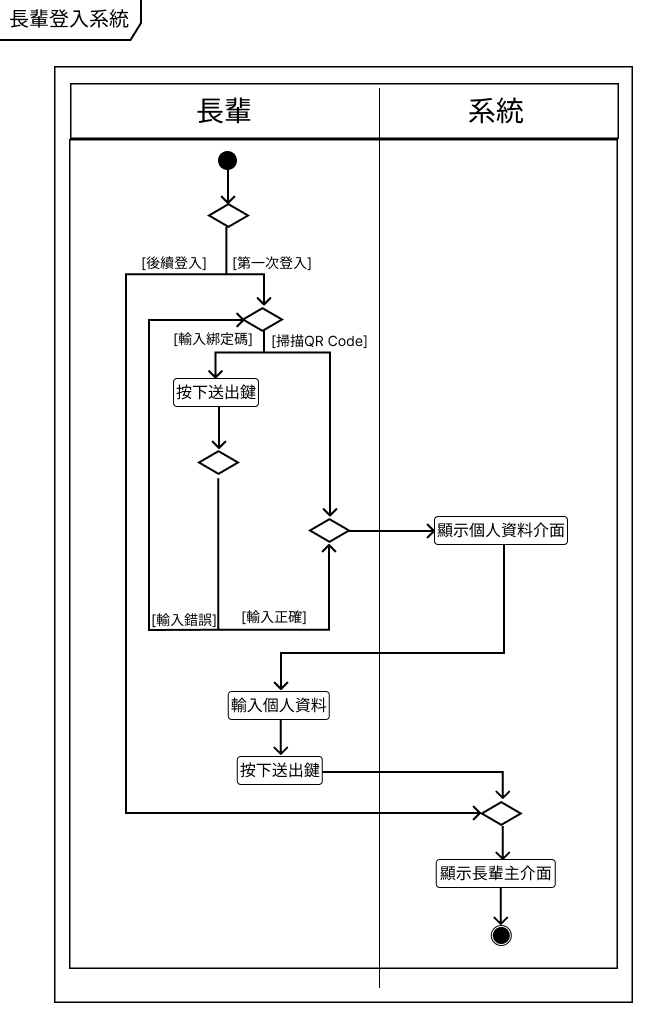 長輩登入系統
長輩
系統
[後續登入]
[第一次登入]
[輸入綁定碼]
[掃描QR Code]
按下送出鍵
顯示個人資料介面
[輸入錯誤]
[輸入正確]
輸入個人資料
按下送出鍵
顯示長輩主介面